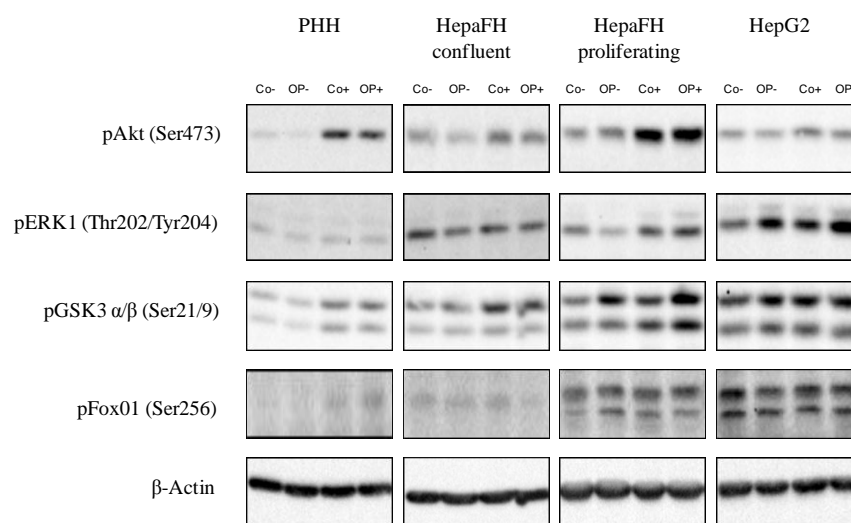 PHH HepaFH HepaFH HepG2
confluent proliferating
Co- OP- Co+ OP+ Co- OP- Co+ OP+ Co- OP- Co+ OP+ Co- OP- Co+ OP
pAkt (Ser473)
pERK1 (Thr202/Tyr204)
pGSK3 α/β (Ser21/9)
pFox01 (Ser256)
β-Actin